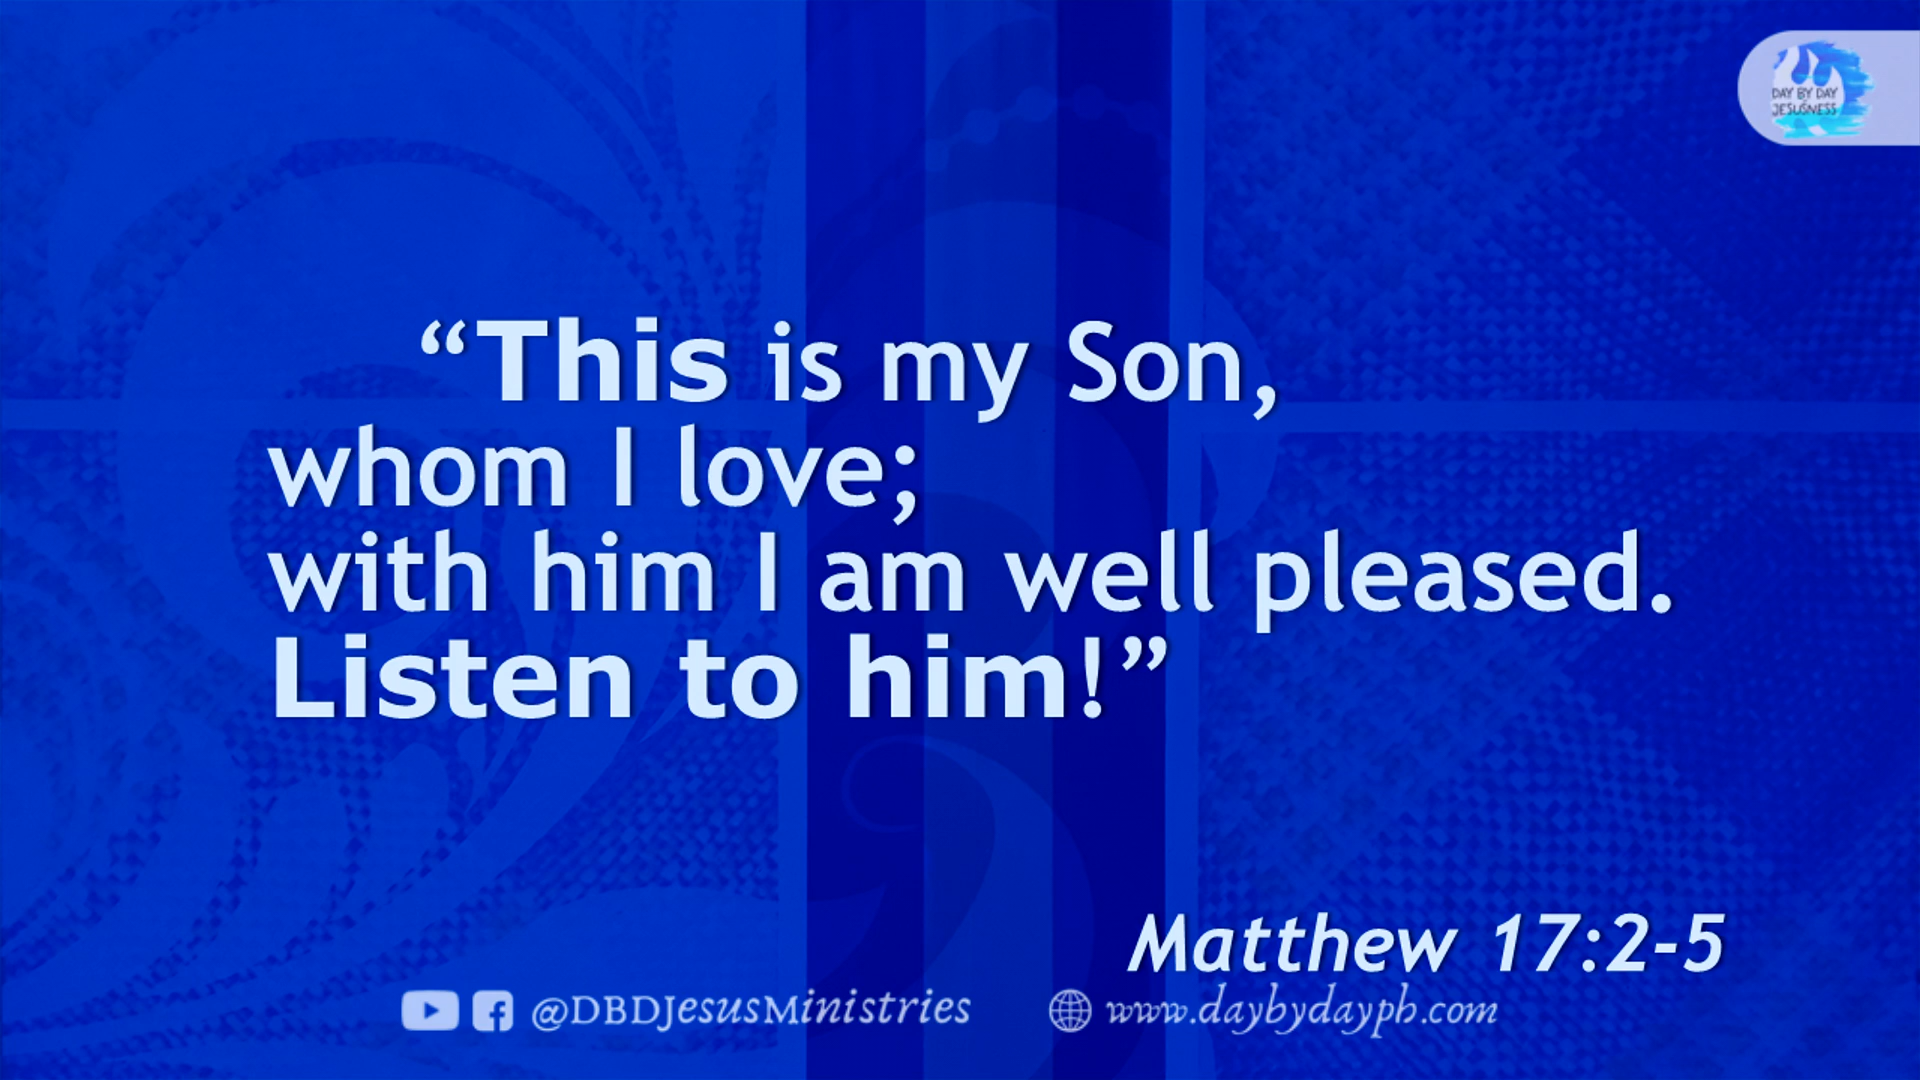 DAY BY DAY
JESUSNESS
“This is my Son,
whom I love;
with him I am well pleased.
Listen to him!”
Matthew 17:2-5
@DBDJesusMinistries
www.daybydayph.com